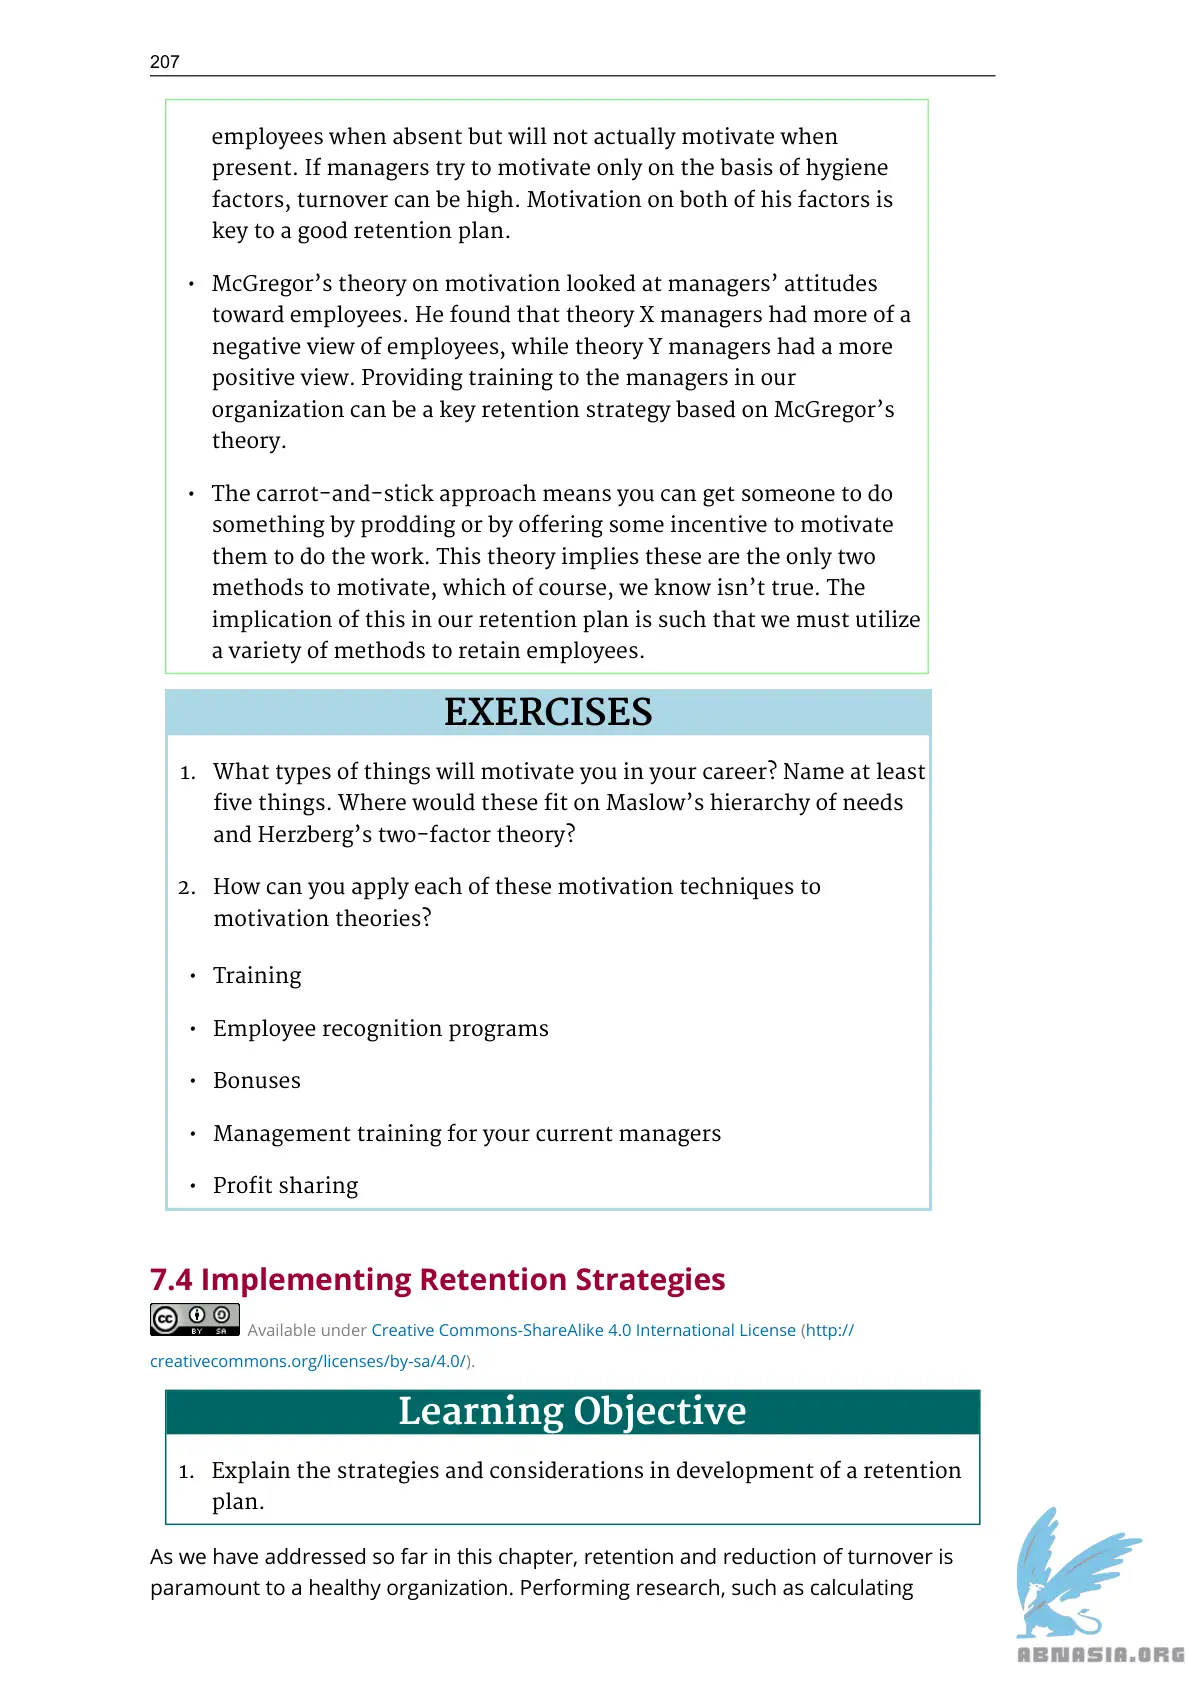 207
employees when absent but will not actually motivate when
present. If managers try to motivate only on the basis of hygiene
factors, turnover can be high. Motivation on both of his factors is
key to a good retention plan.
• McGregor’s theory on motivation looked at managers’ attitudes
toward employees. He found that theory X managers had more of a
negative view of employees, while theory Y managers had a more
positive view. Providing training to the managers in our
organization can be a key retention strategy based on McGregor’s
theory.
• The carrot-and-stick approach means you can get someone to do
something by prodding or by offering some incentive to motivate
them to do the work. This theory implies these are the only two
methods to motivate, which of course, we know isn’t true. The
implication of this in our retention plan is such that we must utilize
a variety of methods to retain employees.
EXERCISES
1. What types of things will motivate you in your career? Name at least
five things. Where would these fit on Maslow’s hierarchy of needs
and Herzberg’s two-factor theory?
2. How can you apply each of these motivation techniques to
motivation theories?
• Training
• Employee recognition programs
• Bonuses
• Management training for your current managers
• Profit sharing
7.4 Implementing Retention Strategies
cc BY SA Available under Creative Commons-ShareAlike 4.0 International License (http://
creativecommons.org/licenses/by-sa/4.0/).
Learning Objective
1. Explain the strategies and considerations in development of a retention
plan.
As we have addressed so far in this chapter, retention and reduction of turnover is
paramount to a healthy organization. Performing research, such as calculating
ABNASIA.ORG